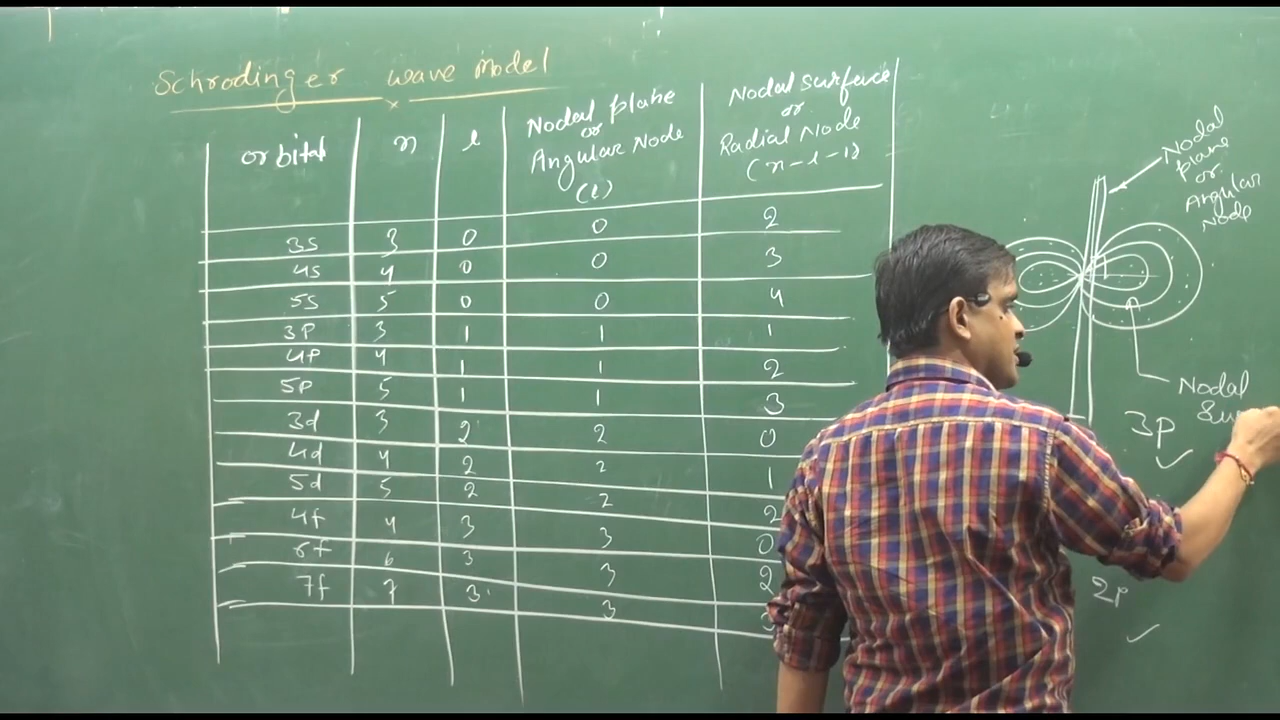 Schrodinger wave Model
orbital n l Nodal plane or Angular Node (l) Nodal surface or Radial Node (n-l-1)
3s 3 0 0 2
4s 4 0 0 3
5s 5 0 0 4
3p 3 1 1 1
4p 4 1 1 2
5p 5 1 1 3
3d 3 2 2 0
4d 4 2 2 1
5d 5 2 2 2
4f 4 3 3 0
6f 6 3 3 2
7f 7 3 3 3
Nodal
plane
or
Angular
Node
Nodal
3p
2p